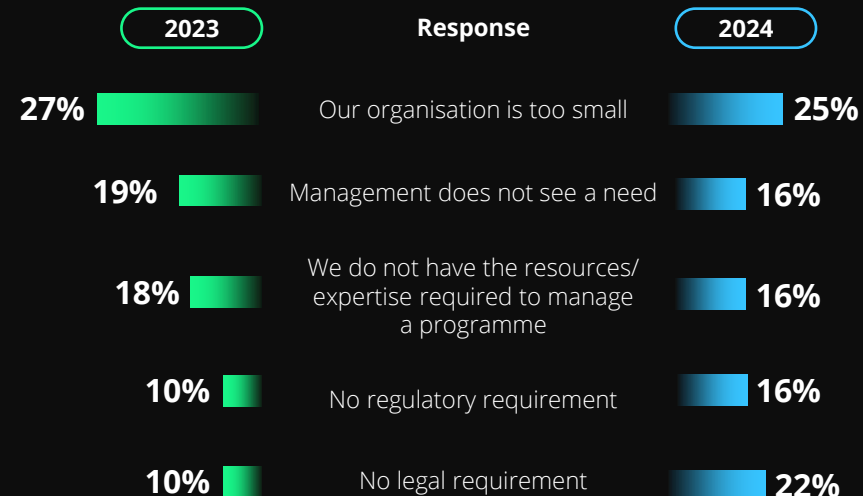 2023 Response 2024
27% Our organisation is too small 25%
19% Management does not see a need 16%
We do not have the resources/
18% expertise required to manage 16%
a programme
10% No regulatory requirement 16%
10% No legal requirement 22%